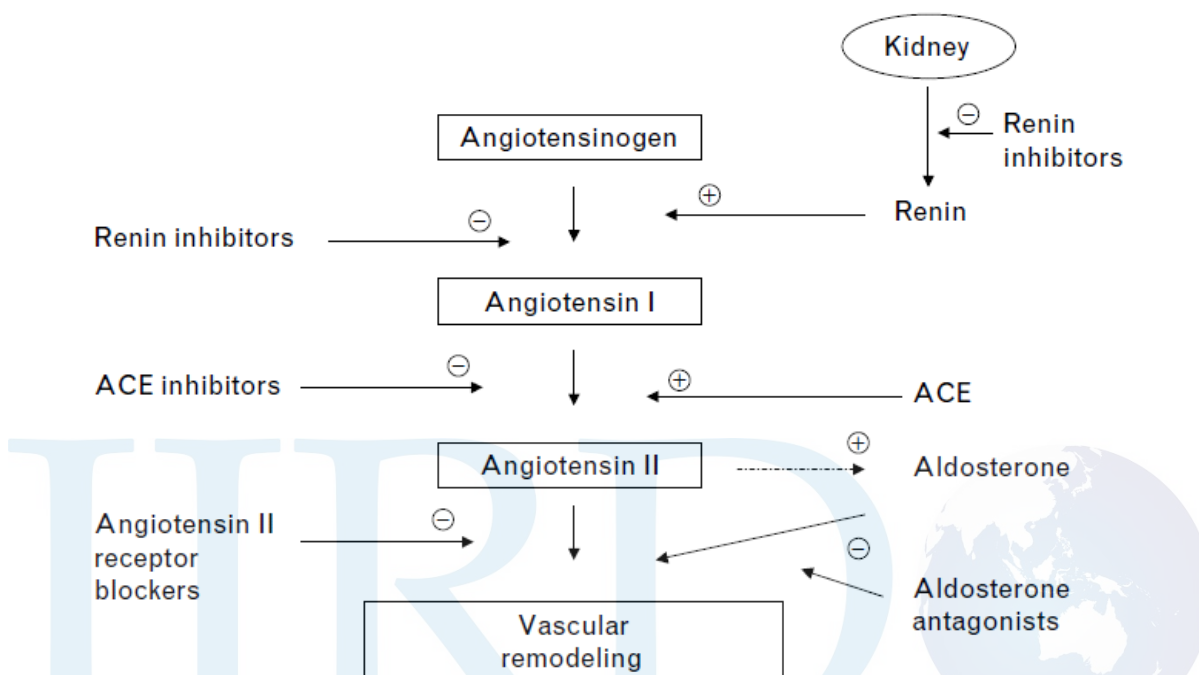 Kidney
⊖
Renin
inhibitors
Angiotensinogen
⊕
Renin
Renin inhibitors
⊖
Angiotensin I
ACE inhibitors
⊖
⊕
ACE
Angiotensin II
⊕
Aldosterone
Angiotensin II
receptor
blockers
⊖
⊖
Aldosterone
antagonists
Vascular
remodeling
IJRD